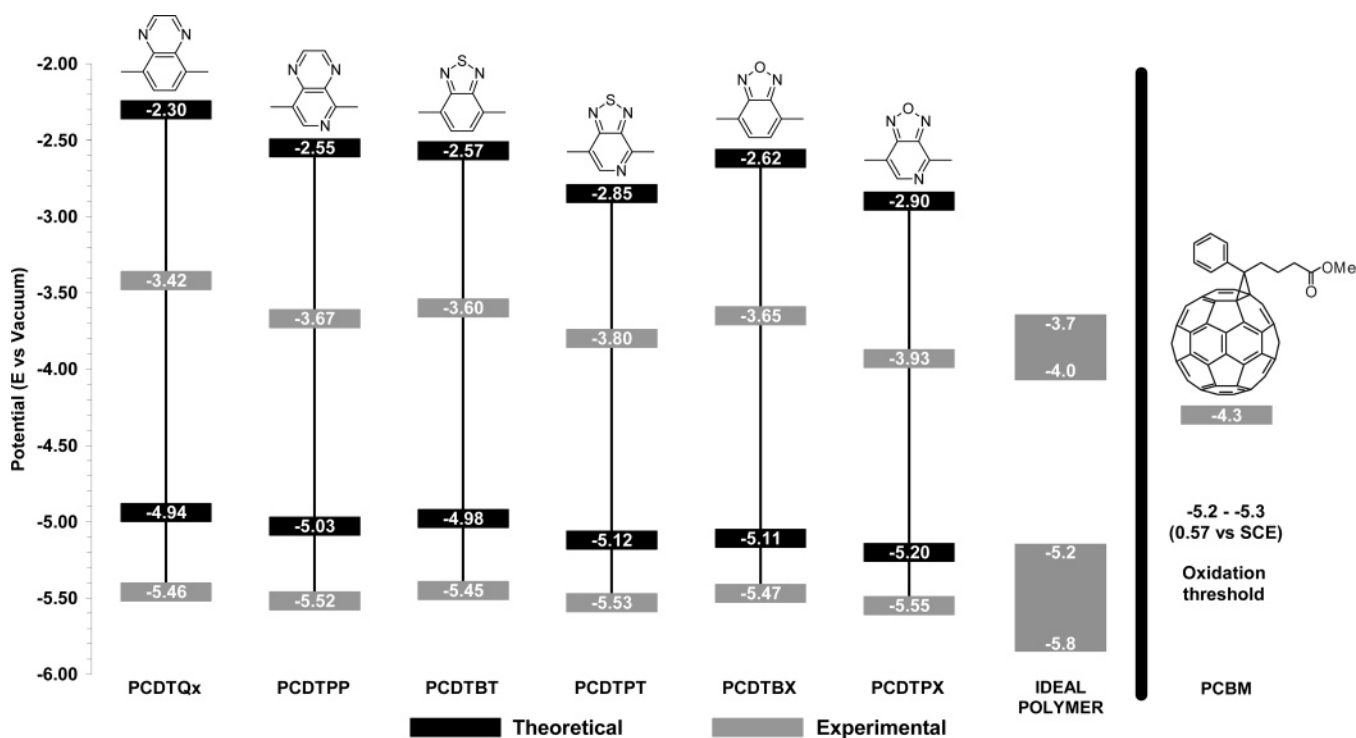 N N
N N
N
N S N
N S N
N
N O N
N O N
N
-2.00
-2.50
-3.00
-3.50
-4.00
-4.50
-5.00
-5.50
-6.00
Potential (E vs Vacuum)
-2.30
-2.55
-2.57
-2.85
-2.62
-2.90
-3.42
-3.67
-3.60
-3.80
-3.65
-3.93
-3.7
-4.0
OMe
O
-4.3
-4.94
-5.03
-4.98
-5.12
-5.11
-5.20
-5.2
-5.8
-5.46
-5.52
-5.45
-5.53
-5.47
-5.55
-5.2 - -5.3
(0.57 vs SCE)
Oxidation
threshold
PCDTQx
PCDTPP
PCDTBT
PCDTPT
PCDTBX
PCDTPX
IDEAL
POLYMER
PCBM
Theoretical
Experimental